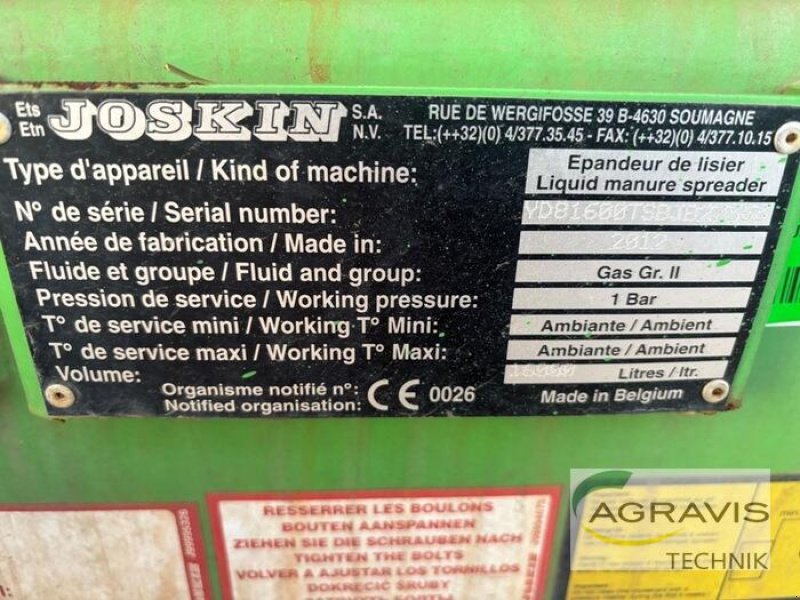 Ets
Etn
JOSKIN
S.A.
N.V.
RUE DE WERGIFOSSE 39 B-4630 SOUMAGNE
TEL:(++32)(0) 4/377.35.45 - FAX: (++32)(0) 4/377.10.15
Type d'appareil / Kind of machine:
Epandeur de lisier
Liquid manure spreader
N° de série / Serial number:
Année de fabrication / Made in: 2012
Fluide et groupe / Fluid and group: Gas Gr. II
Pression de service / Working pressure: 1 Bar
T° de service mini / Working T° Mini: Ambiante / Ambient
T° de service maxi / Working T° Maxi: Ambiante / Ambient
Volume: 16000 Litres / ltr.
Organisme notifié n°:
Notified organisation:
CE 0026
Made in Belgium
RESSERRER LES BOULONS
BOUTEN AANSPANNEN
ZIEHEN SIE DIE SCHRAUBEN NACH
TIGHTEN THE BOLTS
VOLVER A AJUSTAR LOS TORNILLOS
DOKRECIĆ ŚRUBY
AGRAVIS
TECHNIK